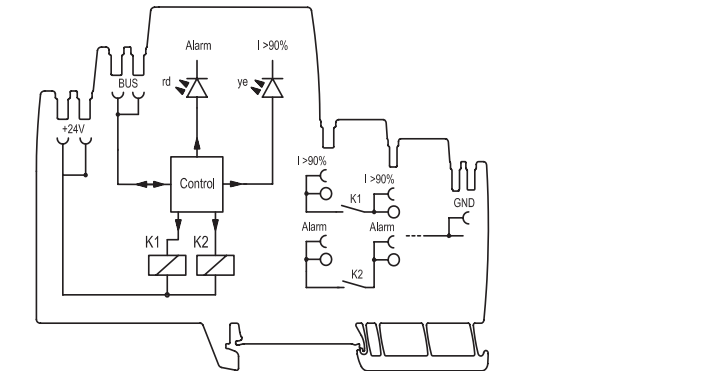 Alarm
I >90%
BUS
rd
ye
+24V
I >90%
Control
I >90%
K1
GND
Alarm
Alarm
K1
K2
K2